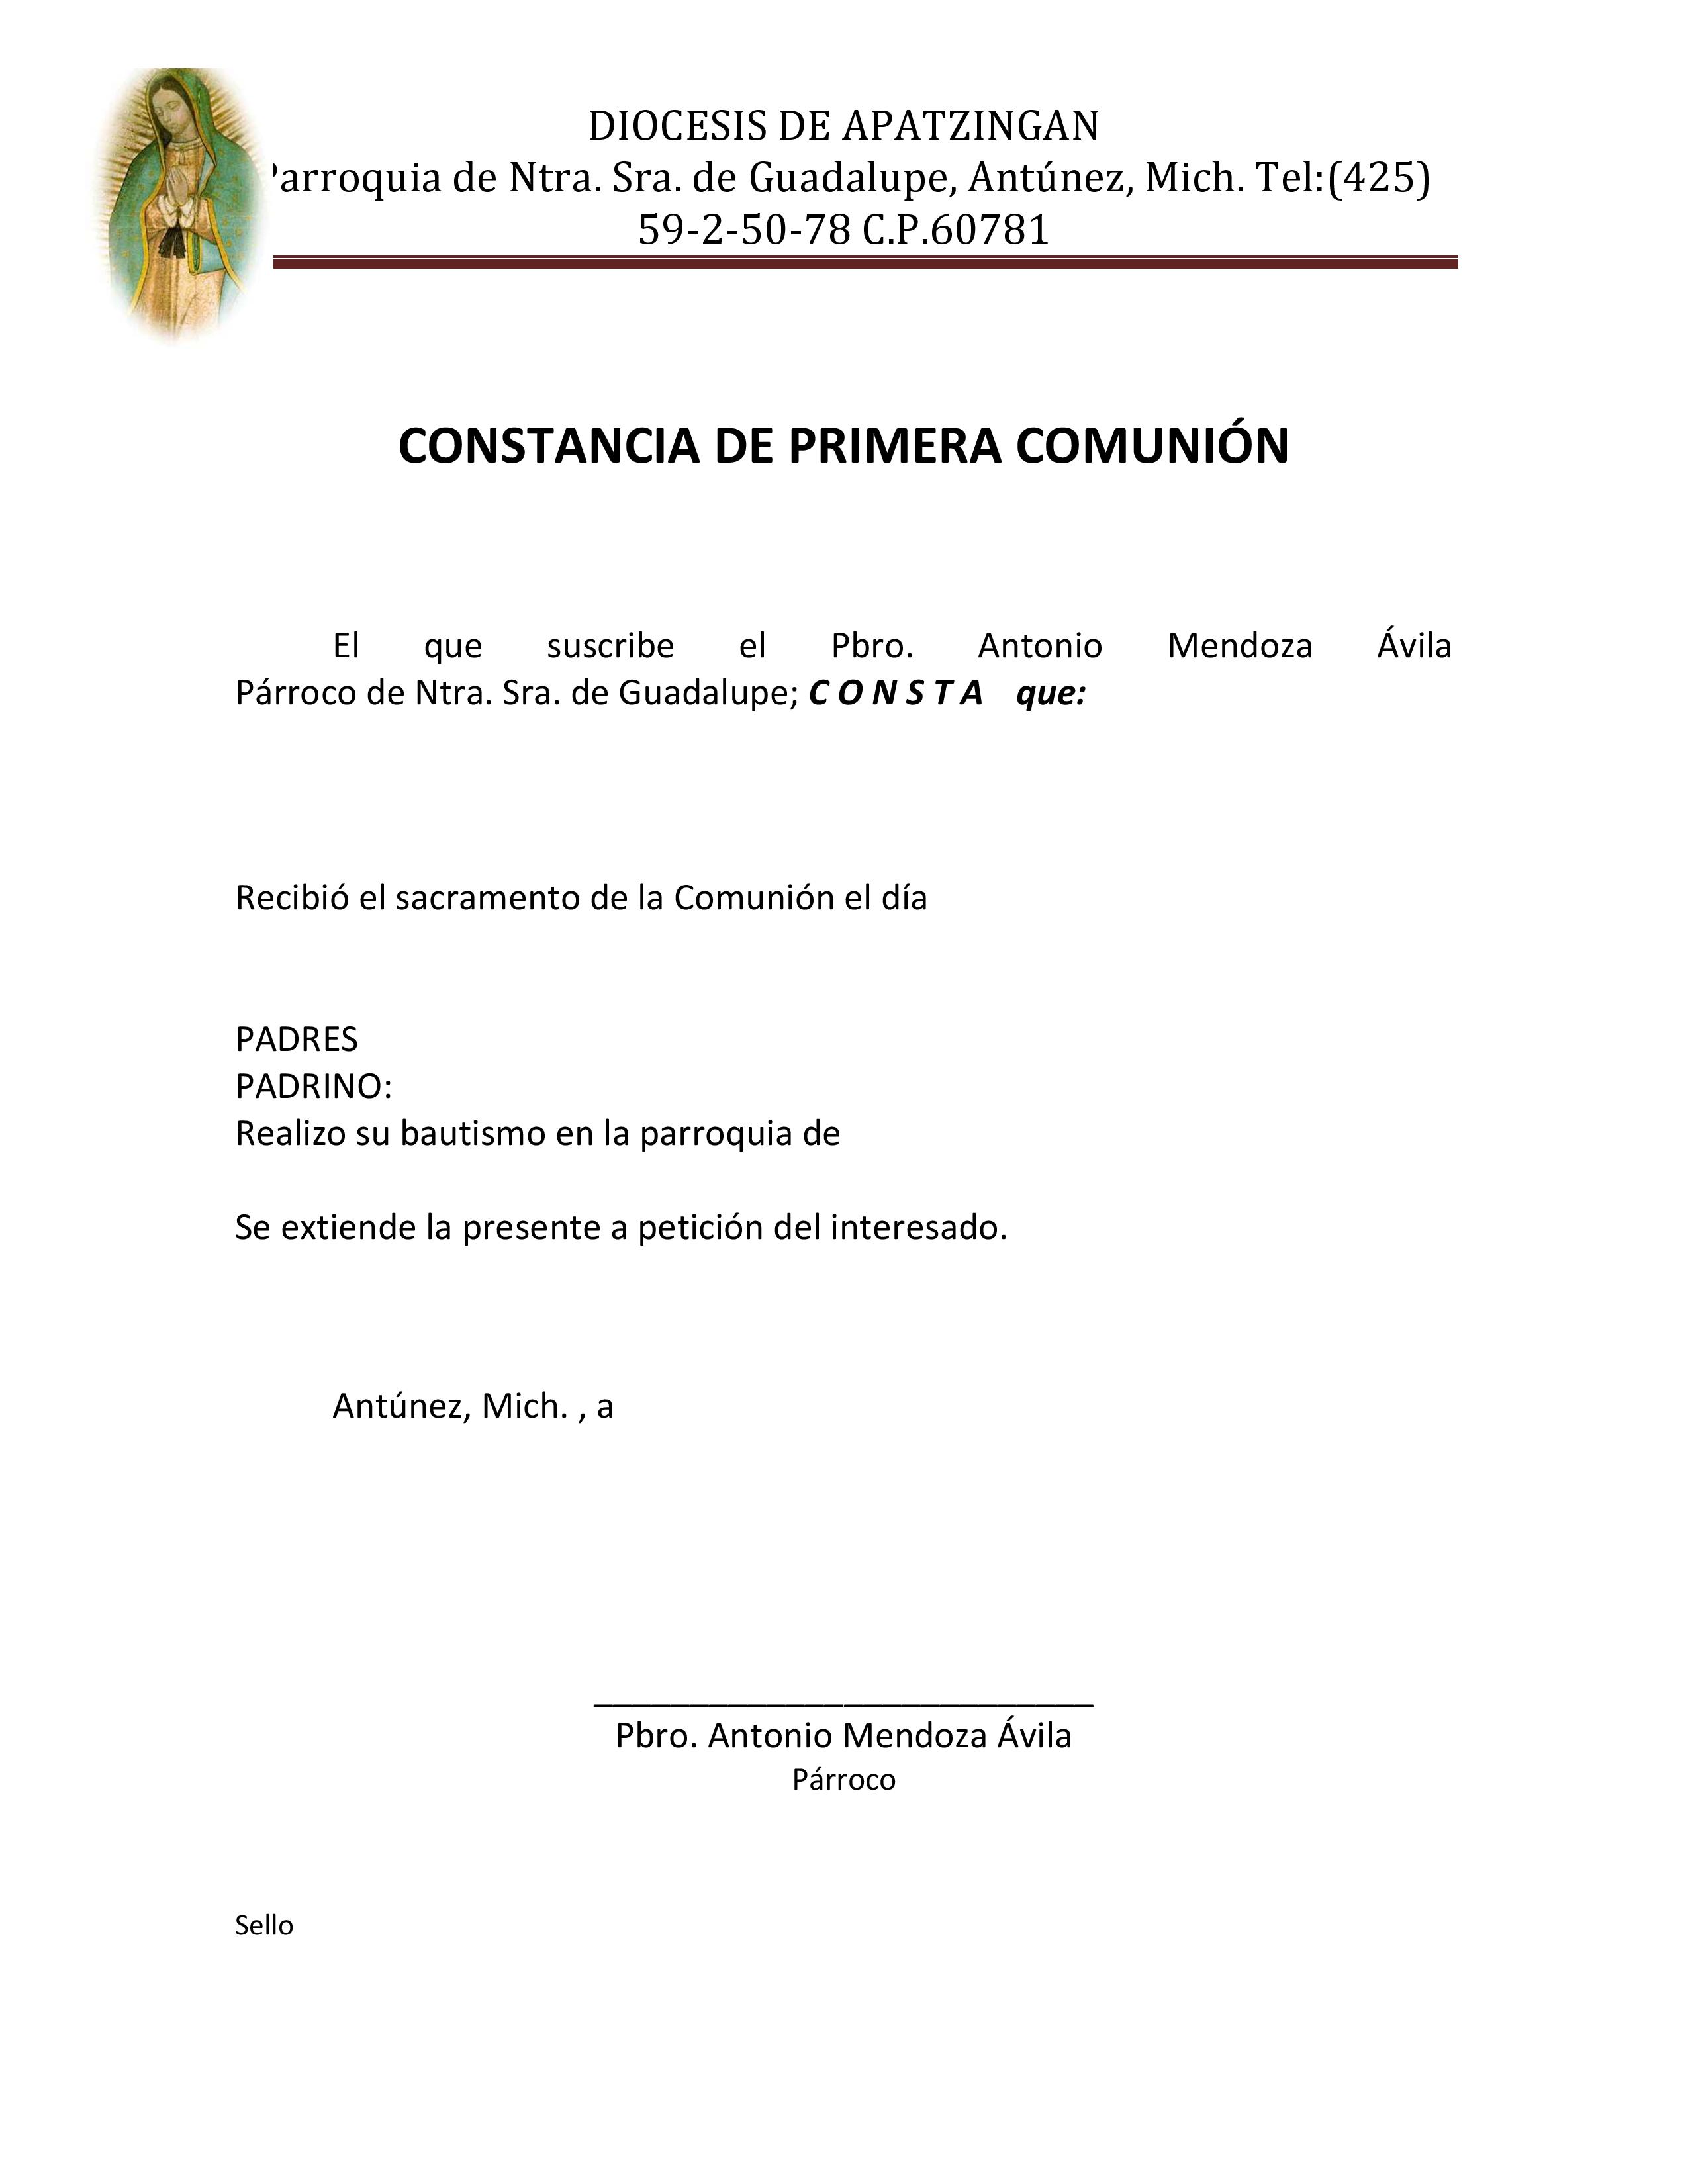 DIOCESIS DE APATZINGAN
Parroquia de Ntra. Sra. de Guadalupe, Antúnez, Mich. Tel:(425)
59-2-50-78 C.P.60781
CONSTANCIA DE PRIMERA COMUNIÓN
El que suscribe el Pbro. Antonio Mendoza Ávila
Párroco de Ntra. Sra. de Guadalupe; C O N S T A que:
Recibió el sacramento de la Comunión el día
PADRES
PADRINO:
Realizo su bautismo en la parroquia de
Se extiende la presente a petición del interesado.
Antúnez, Mich. , a
__________________________
Pbro. Antonio Mendoza Ávila
Párroco
Sello